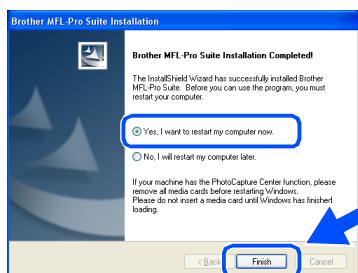 Brother MFL-Pro Suite Installation
Brother MFL-Pro Suite Installation Completed!
The InstallShield Wizard has successfully installed Brother
MFL-Pro Suite. Before you can use the program, you must
restart your computer.
Yes, I want to restart my computer now.
No, I will restart my computer later.
If your machine has the PhotoCapture Center function, please
remove all media cards before restarting Windows.
Please do not insert a media card until Windows has finished
loading.
< Back
Finish
Cancel